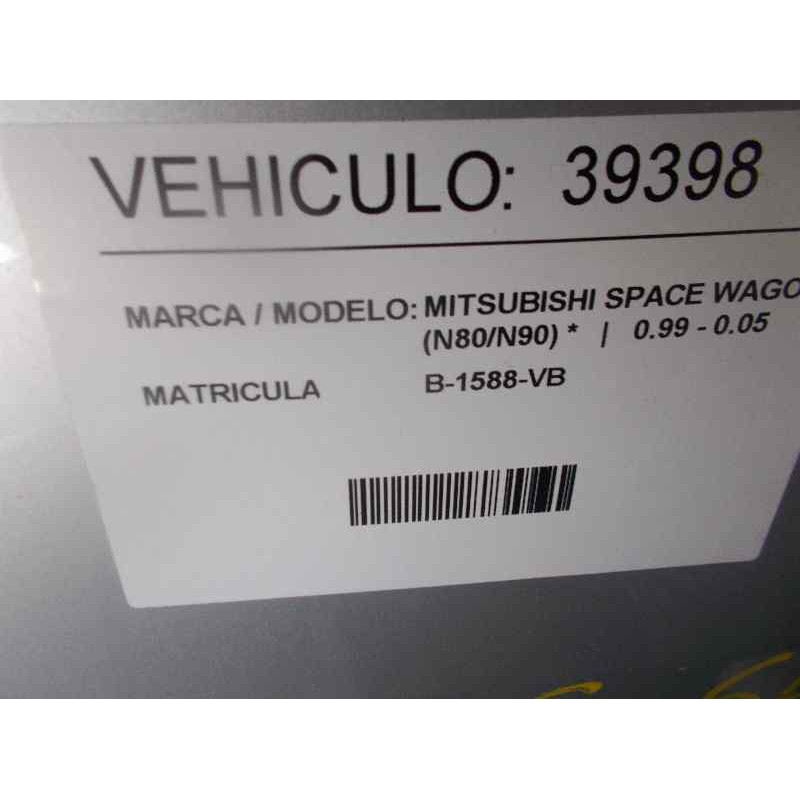 VEHICULO: 39398
MARCA / MODELO: MITSUBISHI SPACE WAGO
(N80/N90) * | 0.99 - 0.05
MATRICULA B-1588-VB